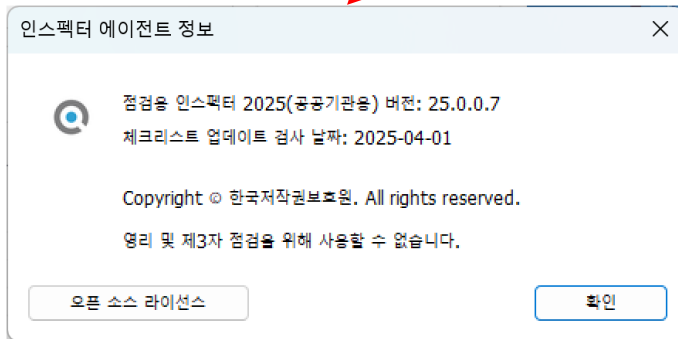 인스펙터 에이전트 정보
점검용 인스펙터 2025(공공기관용) 버전: 25.0.0.7
체크리스트 업데이트 검사 날짜: 2025-04-01
Copyright © 한국저작권보호원. All rights reserved.
영리 및 제3자 점검을 위해 사용할 수 없습니다.
오픈 소스 라이선스
확인